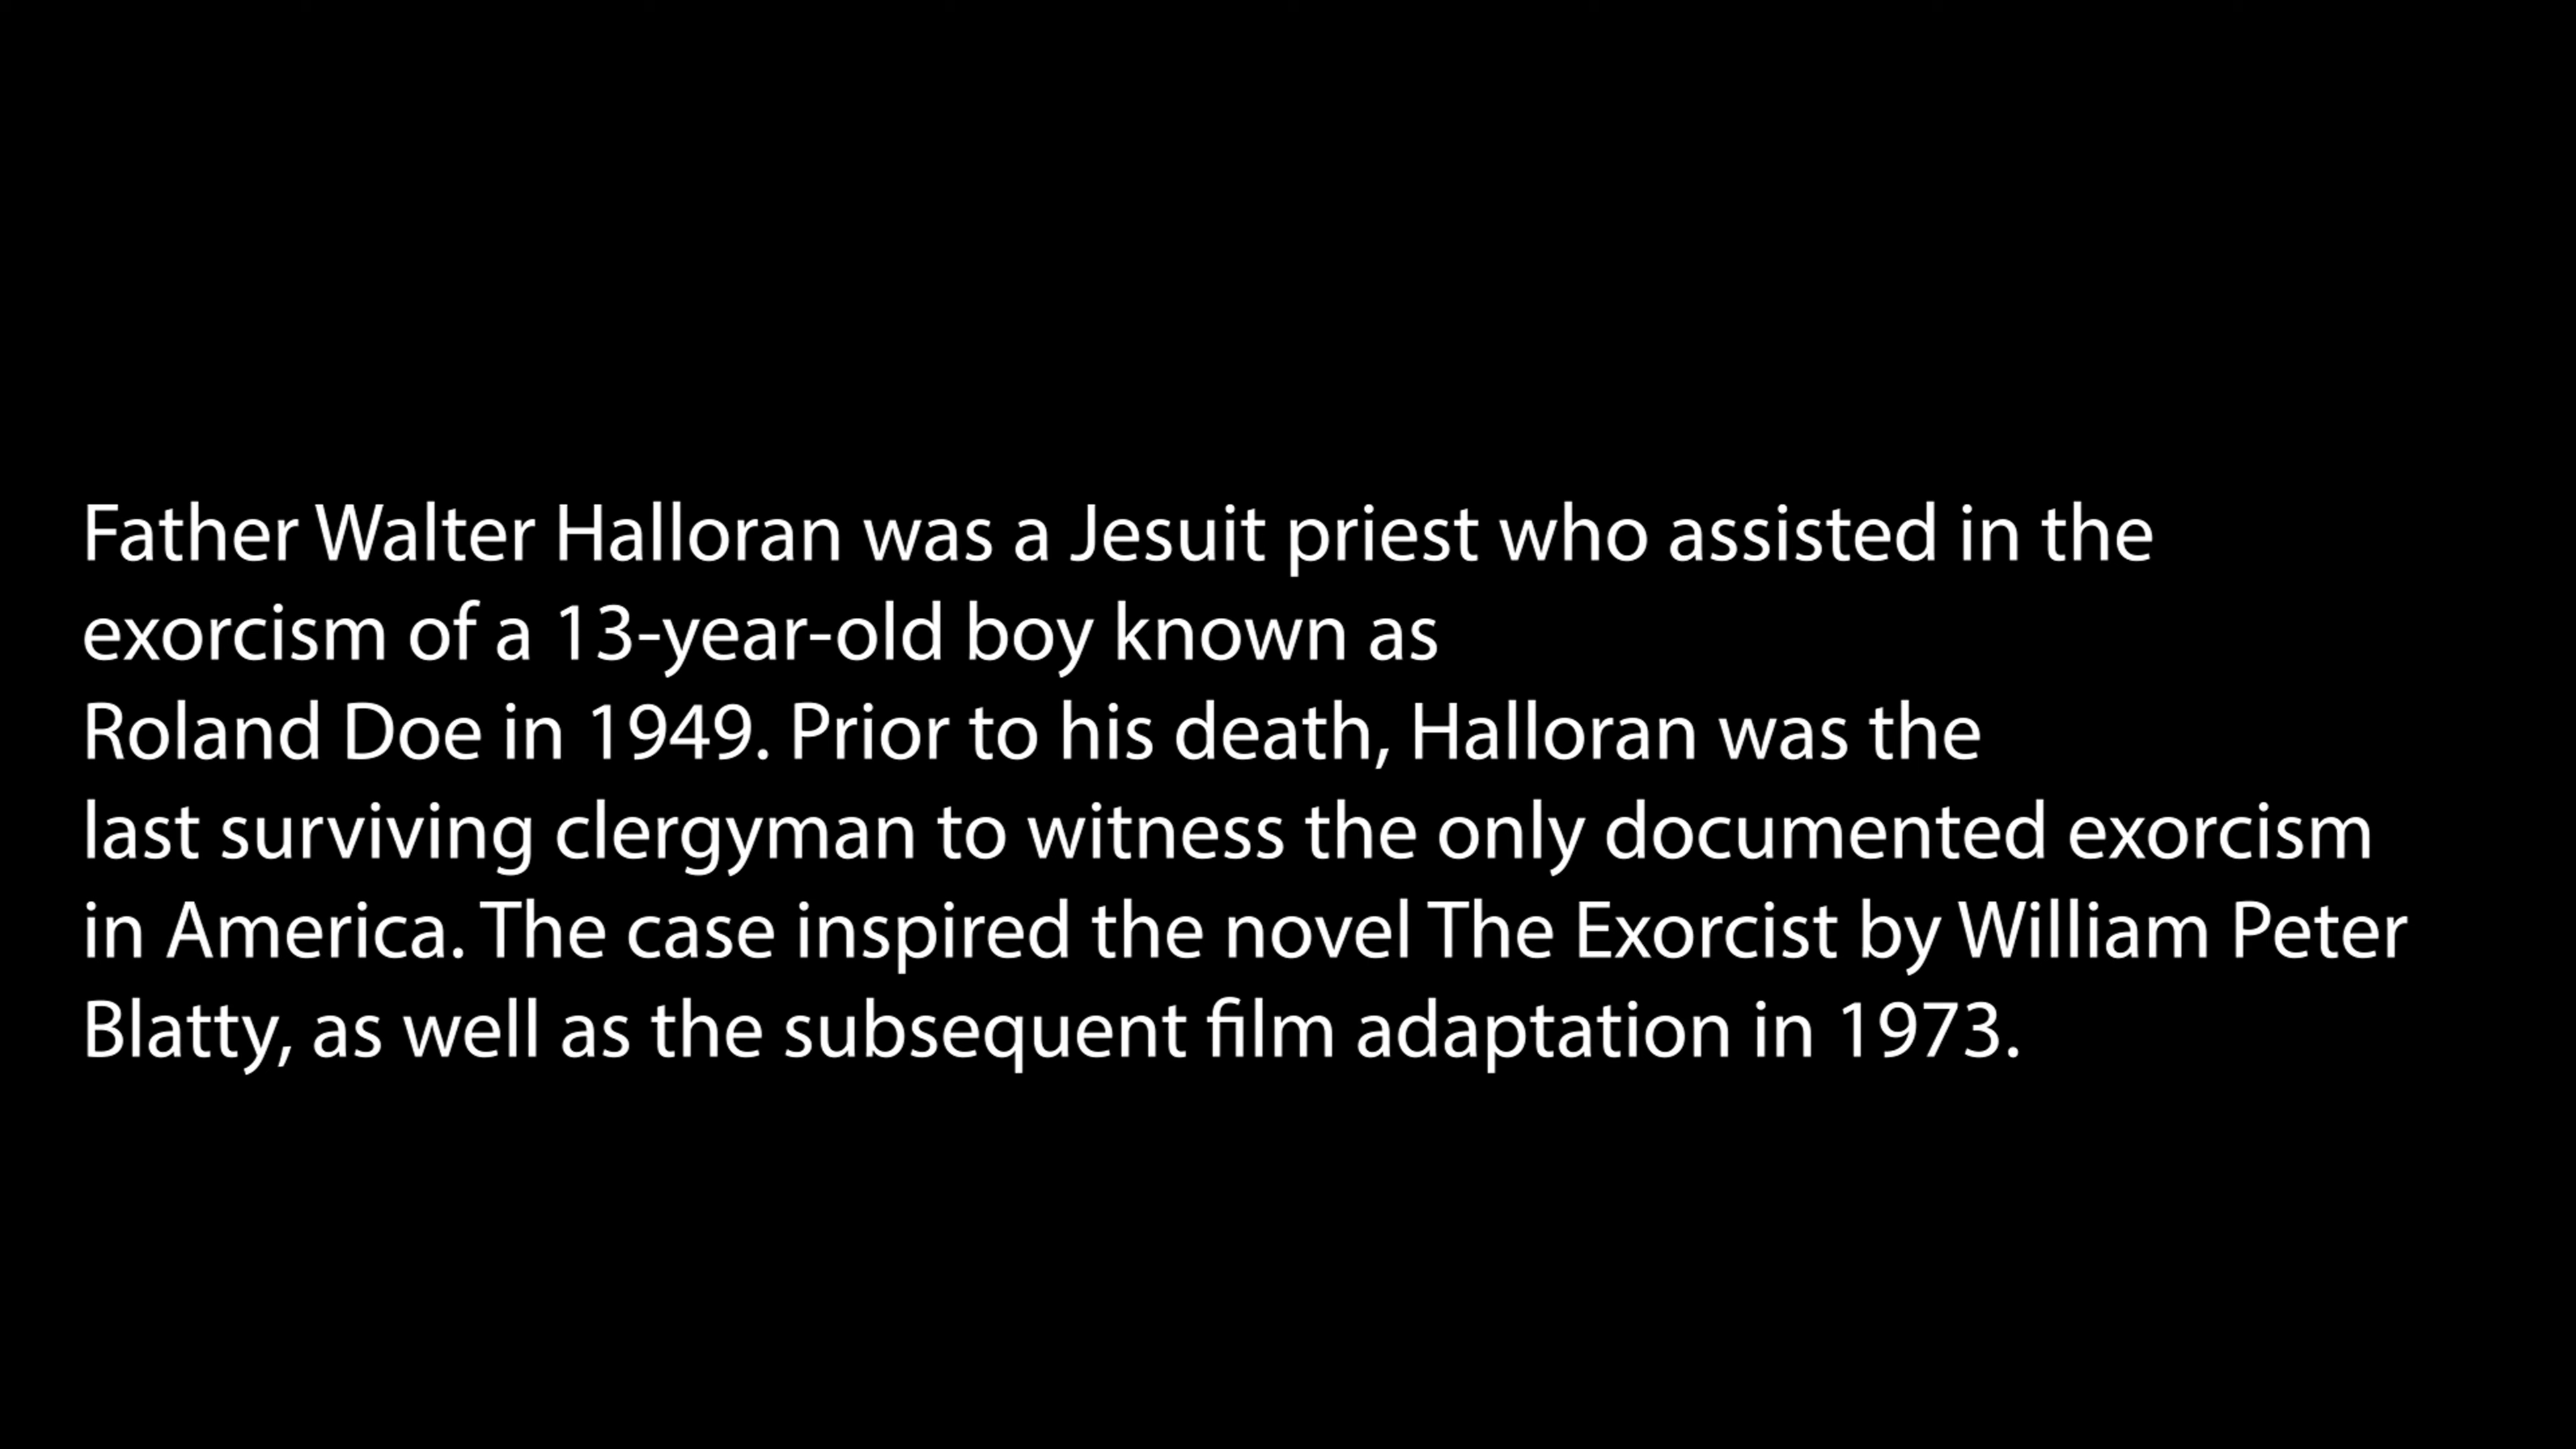 Father Walter Halloran was a Jesuit priest who assisted in the
exorcism of a 13-year-old boy known as
Roland Doe in 1949. Prior to his death, Halloran was the
last surviving clergyman to witness the only documented exorcism
in America. The case inspired the novel The Exorcist by William Peter
Blatty, as well as the subsequent film adaptation in 1973.